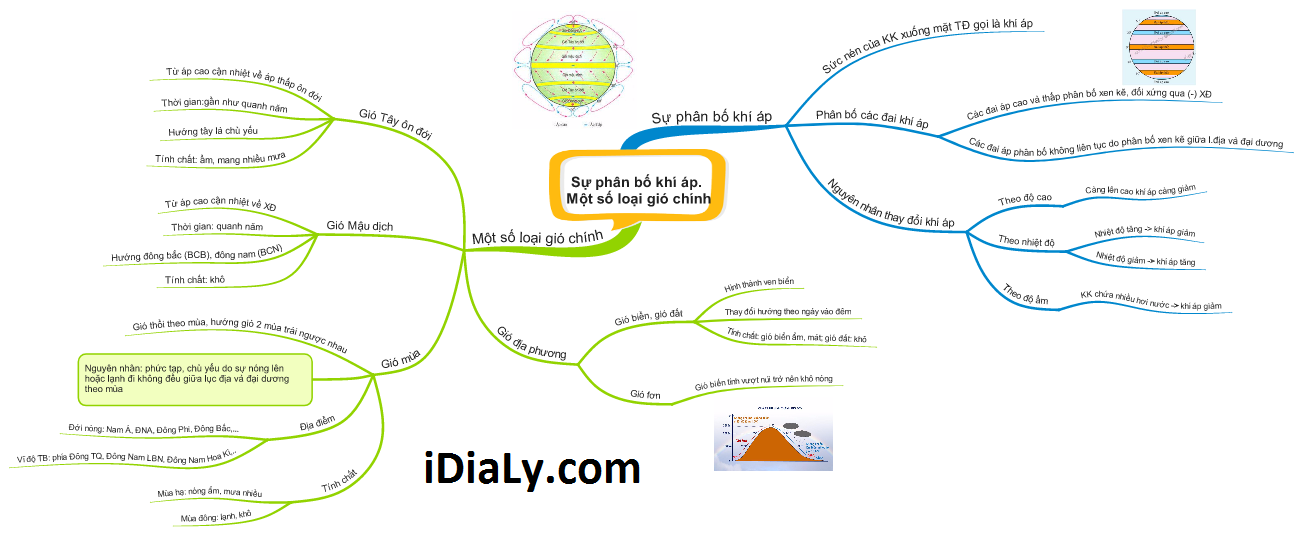 Sự phân bố khí áp.
Một số loại gió chính
Sự phân bố khí áp
Sức nén của KK xuống mặt TĐ gọi là khí áp
Phân bố các đai khí áp
Các đai áp cao và thấp phân bố xen kẽ, đối xứng qua (-) XĐ
Các đai áp phân bố không liên tục do phân bố xen kẽ giữa l.địa và đại dương
Nguyên nhân thay đổi khí áp
Theo độ cao
Càng lên cao khí áp càng giảm
Theo nhiệt độ
Nhiệt độ tăng -> khí áp giảm
Nhiệt độ giảm -> khí áp tăng
Theo độ ẩm
KK chứa nhiều hơi nước -> khí áp giảm
Một số loại gió chính
Gió Tây ôn đới
Từ áp cao cận nhiệt về áp thấp ôn đới
Thời gian:gần như quanh năm
Hướng tây là chủ yếu
Tính chất: ẩm, mang nhiều mưa
Gió Mậu dịch
Từ áp cao cận nhiệt về XĐ
Thời gian: quanh năm
Hướng đông bắc (BCB), đông nam (BCN)
Tính chất: khô
Gió mùa
Gió thổi theo mùa, hướng gió 2 mùa trái ngược nhau
Nguyên nhân: phức tạp, chủ yếu do sự nóng lên
hoặc lạnh đi không đều giữa lục địa và đại dương
theo mùa
Địa điểm
Đới nóng: Nam Á, ĐNA, Đông Phi, Đông Bắc,...
Vĩ độ TB: phía Đông TQ, Đông Nam LBN, Đông Nam Hoa Kì,..
Tính chất
Mùa hạ: nóng ẩm, mưa nhiều
Mùa đông: lạnh, khô
Gió địa phương
Gió biển, gió đất
Hình thành ven biển
Thay đổi hướng theo ngày vào đêm
Tính chất: gió biển ẩm, mát; gió đất: khô
Gió fơn
Gió biển tính vượt núi trở nên khô nóng
iDiaLy.com